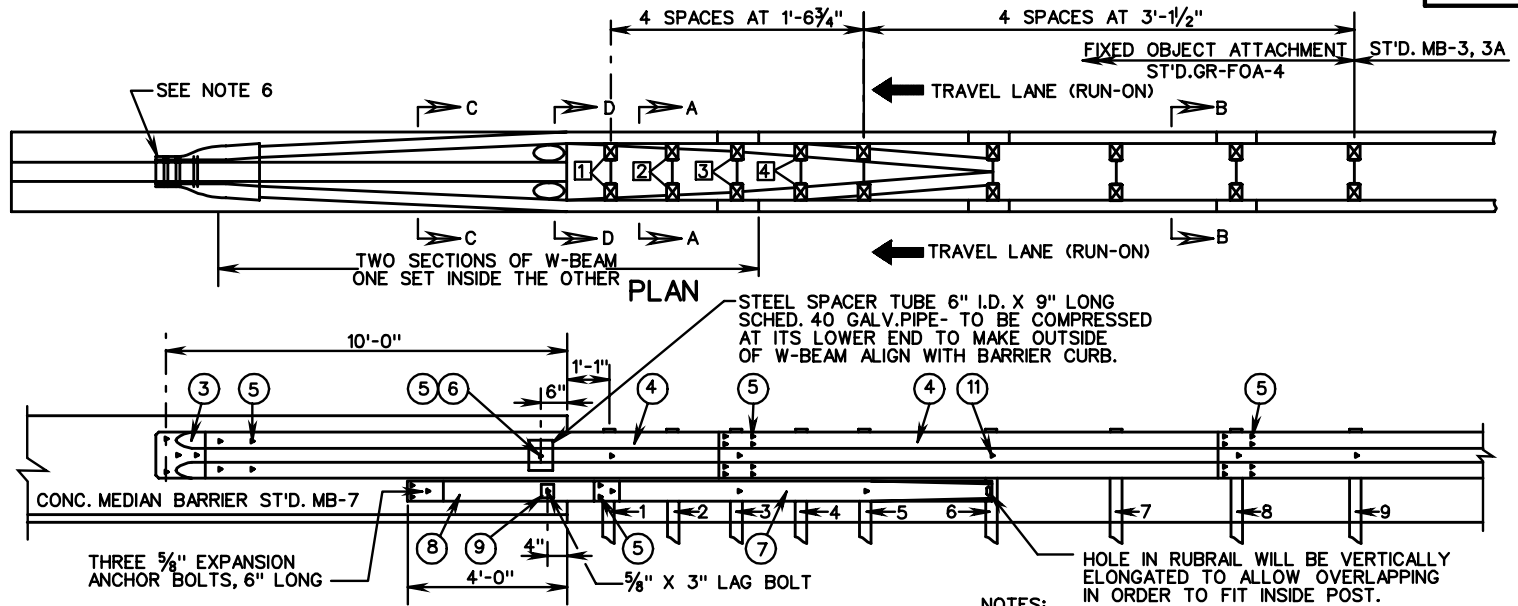 4 SPACES AT 1'-6¾"
4 SPACES AT 3'-1½"
FIXED OBJECT ATTACHMENT
ST'D.GR-FOA-4
ST'D. MB-3, 3A
SEE NOTE 6
TRAVEL LANE (RUN-ON)
C
D
A
B
1
2
3
4
C
D
A
B
TRAVEL LANE (RUN-ON)
TWO SECTIONS OF W-BEAM
ONE SET INSIDE THE OTHER
PLAN
STEEL SPACER TUBE 6" I.D. X 9" LONG
SCHED. 40 GALV.PIPE- TO BE COMPRESSED
AT ITS LOWER END TO MAKE OUTSIDE
OF W-BEAM ALIGN WITH BARRIER CURB.
10'-0"
1'-1"
6"
3
5
5
6
4
5
4
11
5
CONC. MEDIAN BARRIER ST'D. MB-7
1
2
3
4
5
6
7
8
9
8
9
5
7
4"
4'-0"
THREE ⅝" EXPANSION
ANCHOR BOLTS, 6" LONG
⅝" X 3" LAG BOLT
HOLE IN RUBRAIL WILL BE VERTICALLY
ELONGATED TO ALLOW OVERLAPPING
IN ORDER TO FIT INSIDE POST.
NOTES: